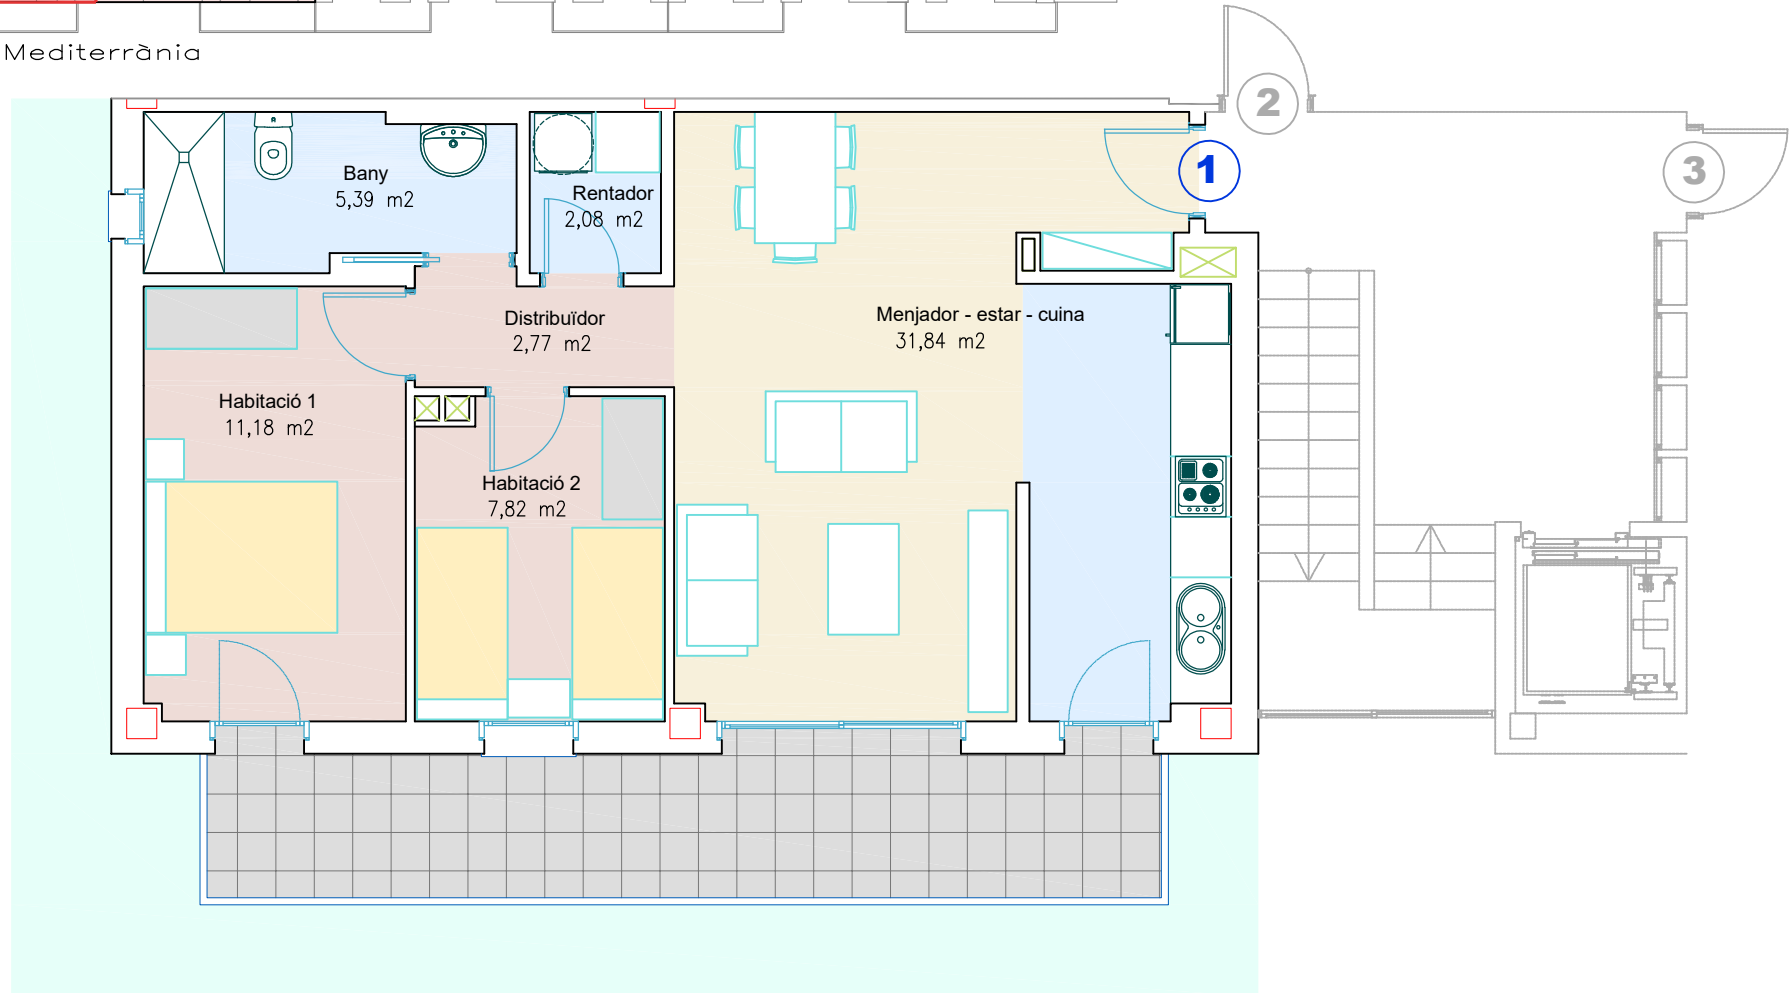 Mediterrània
2
1
3
Bany
5,39 m2
Rentador
2,08 m2
Distribuïdor
2,77 m2
Menjador - estar - cuina
31,84 m2
Habitació 1
11,18 m2
Habitació 2
7,82 m2